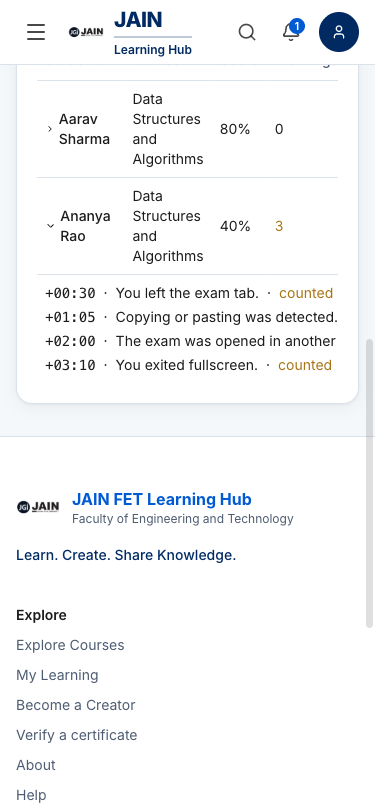 JGI JAIN
JAIN
Learning Hub
1
Aarav Sharma
Data Structures and Algorithms
80%
0
Ananya Rao
Data Structures and Algorithms
40%
3
+00:30 · You left the exam tab. · counted
+01:05 · Copying or pasting was detected.
+02:00 · The exam was opened in another
+03:10 · You exited fullscreen. · counted
JGI JAIN
JAIN FET Learning Hub
Faculty of Engineering and Technology
Learn. Create. Share Knowledge.
Explore
Explore Courses
My Learning
Become a Creator
Verify a certificate
About
Help